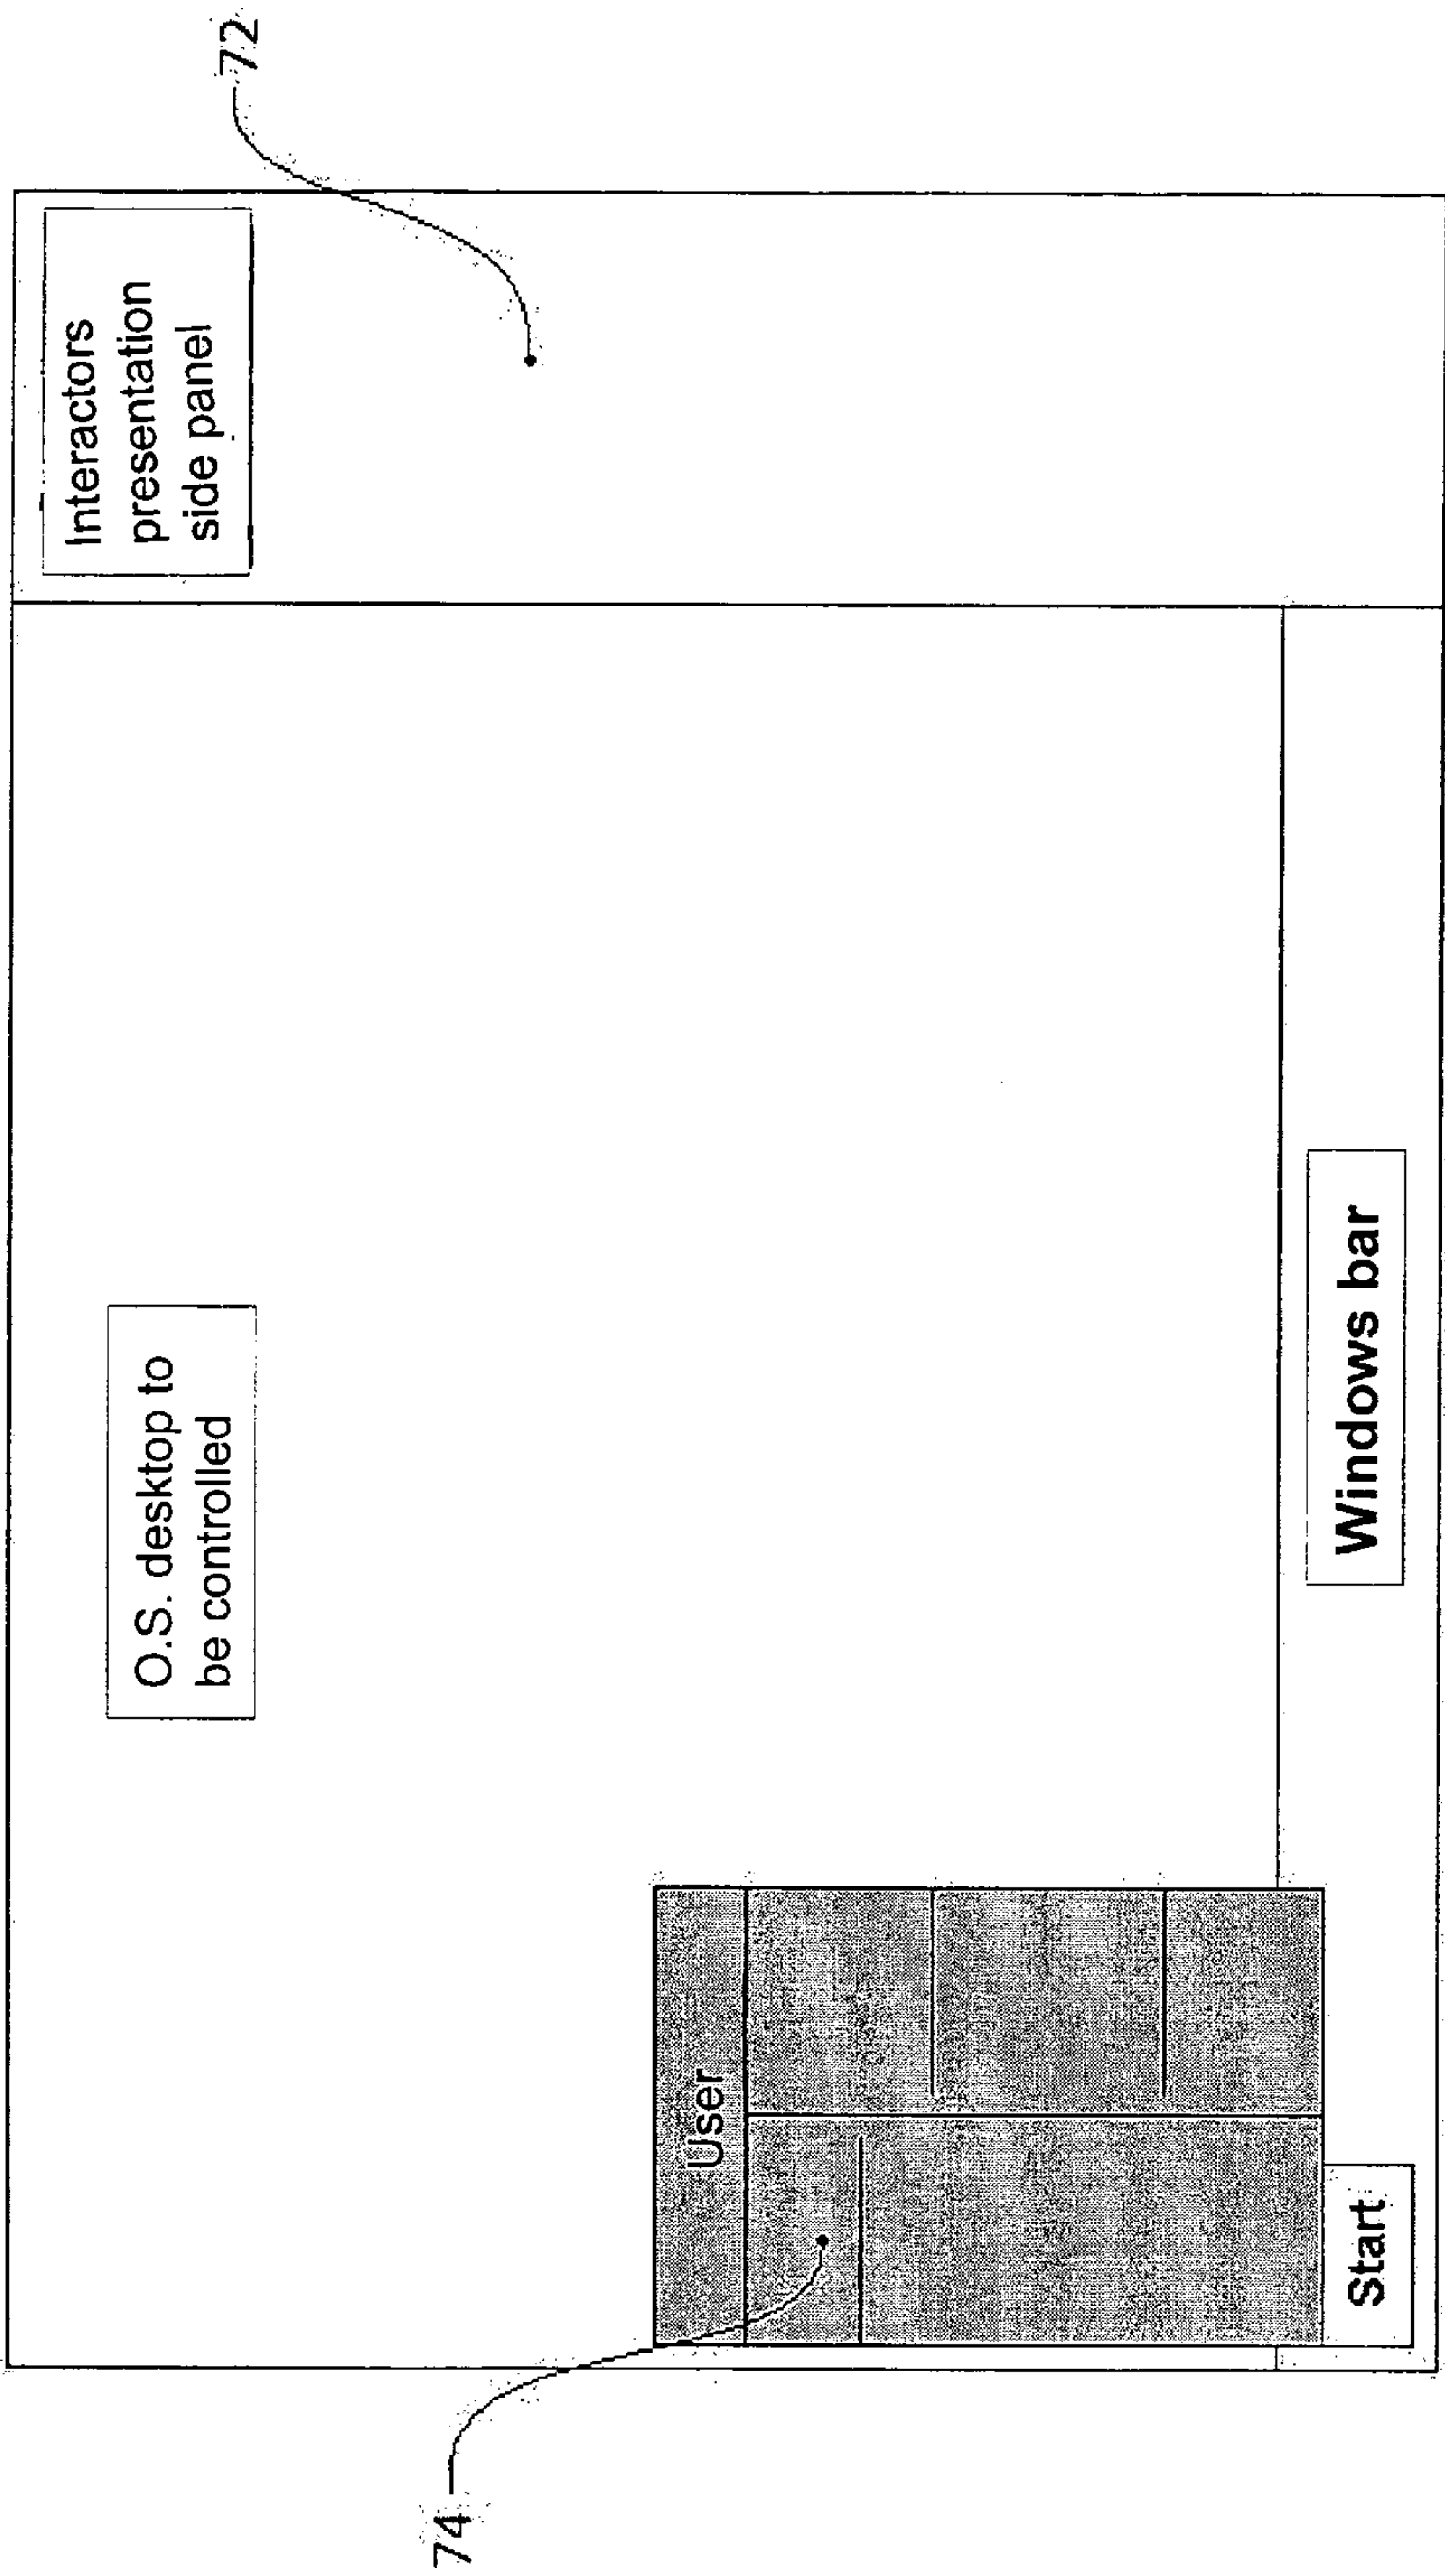 72
Interactors
presentation
side panel
O.S. desktop to
be controlled
74
User
Windows bar
Start